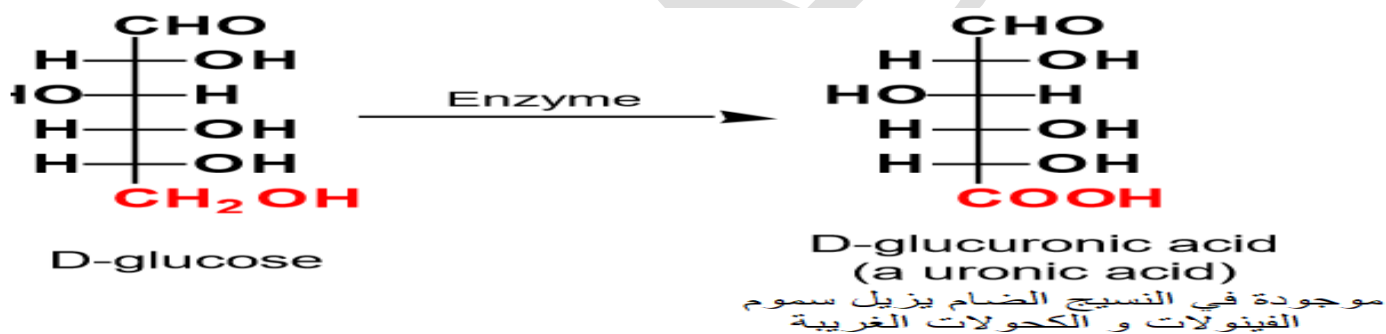 CHO
H OH
HO H
H OH
H OH
CH₂OH
D-glucose
Enzyme
CHO
H OH
HO H
H OH
H OH
COOH
D-glucuronic acid
(a uronic acid)
موجودة في النسيج الضام يزيل سموم
الفينولات و الكحولات الغريبة